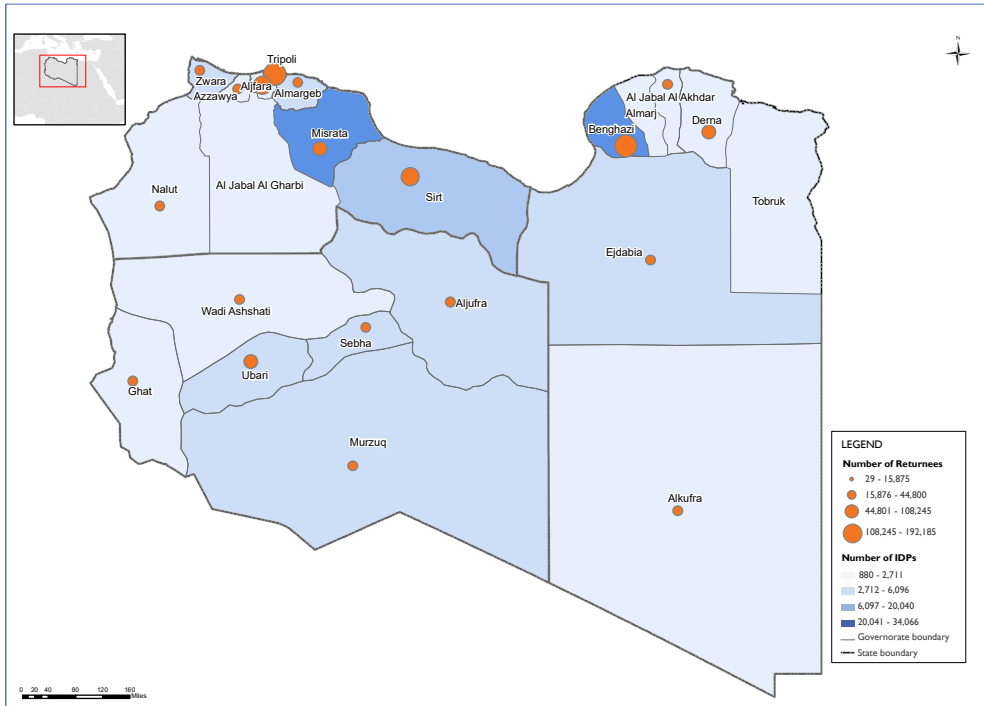 N
Tripoli
Zwara
Azzawya
Aljfara
Almargeb
Misrata
Al Jabal Al Akhdar
Almarj
Benghazi
Derna
Nalut
Al Jabal Al Gharbi
Sirt
Tobruk
Ejdabia
Wadi Ashshati
Aljufra
Sebha
Ubari
Ghat
Murzuq
Alkufra
LEGEND
Number of Returnees
29 - 15,875
15,876 - 44,800
44,801 - 108,245
108,245 - 192,185
Number of IDPs
880 - 2,711
2,712 - 6,096
6,097 - 20,040
20,041 - 34,066
Governorate boundary
State boundary
0 20 40 80 120 160
Miles